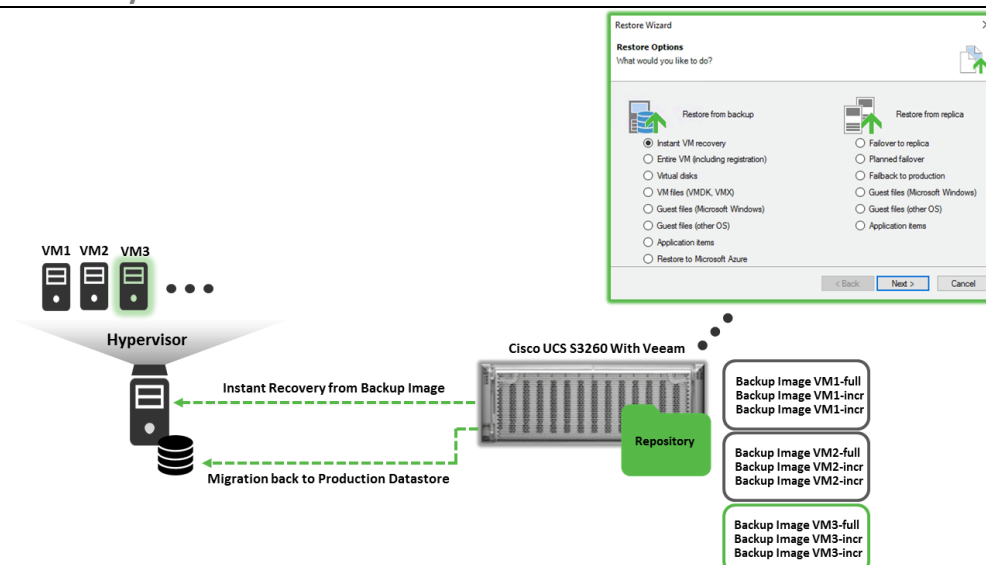 Restore Wizard
Restore Options
What would you like to do?
Restore from backup
Restore from replica
Instant VM recovery
Failover to replica
Entire VM (including registration)
Planned failover
Virtual disks
Failback to production
VM files (VMDK, VMX)
Guest files (Microsoft Windows)
Guest files (Microsoft Windows)
Guest files (other OS)
Guest files (other OS)
Application items
Application items
Restore to Microsoft Azure
< Back Next > Cancel
VM1 VM2 VM3
Hypervisor
Cisco UCS S3260 With Veeam
Instant Recovery from Backup Image
Repository
Migration back to Production Datastore
Backup Image VM1-full
Backup Image VM1-incr
Backup Image VM1-incr
Backup Image VM2-full
Backup Image VM2-incr
Backup Image VM2-incr
Backup Image VM3-full
Backup Image VM3-incr
Backup Image VM3-incr